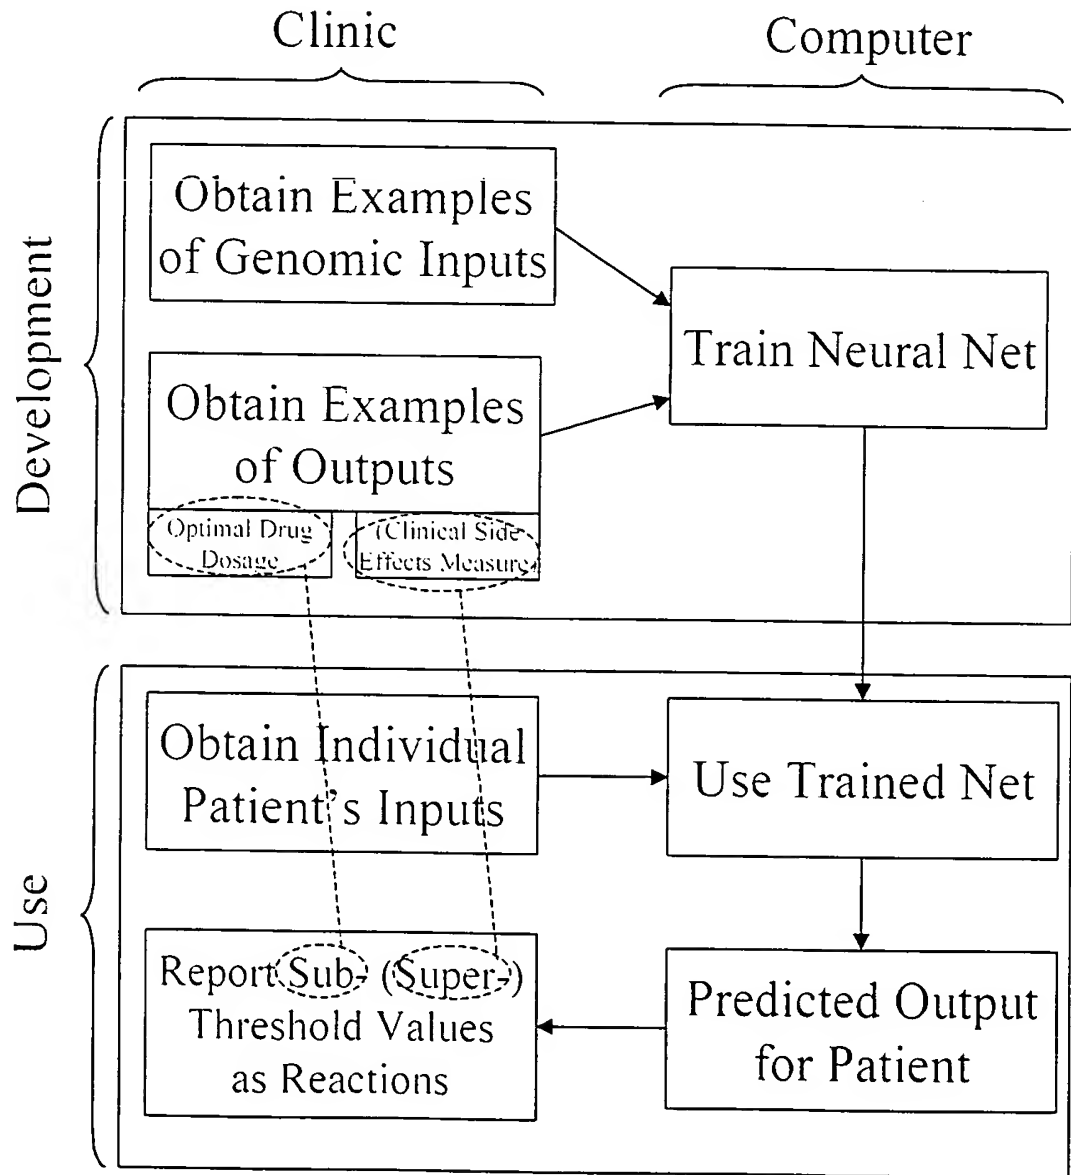 Clinic
Computer
Development
Obtain Examples
of Genomic Inputs
Train Neural Net
Obtain Examples
of Outputs
Optimal Drug
Dosage
(Clinical Side
Effects Measure)
Use
Obtain Individual
Patient's Inputs
Use Trained Net
Report Sub- (Super-)
Threshold Values
as Reactions
Predicted Output
for Patient